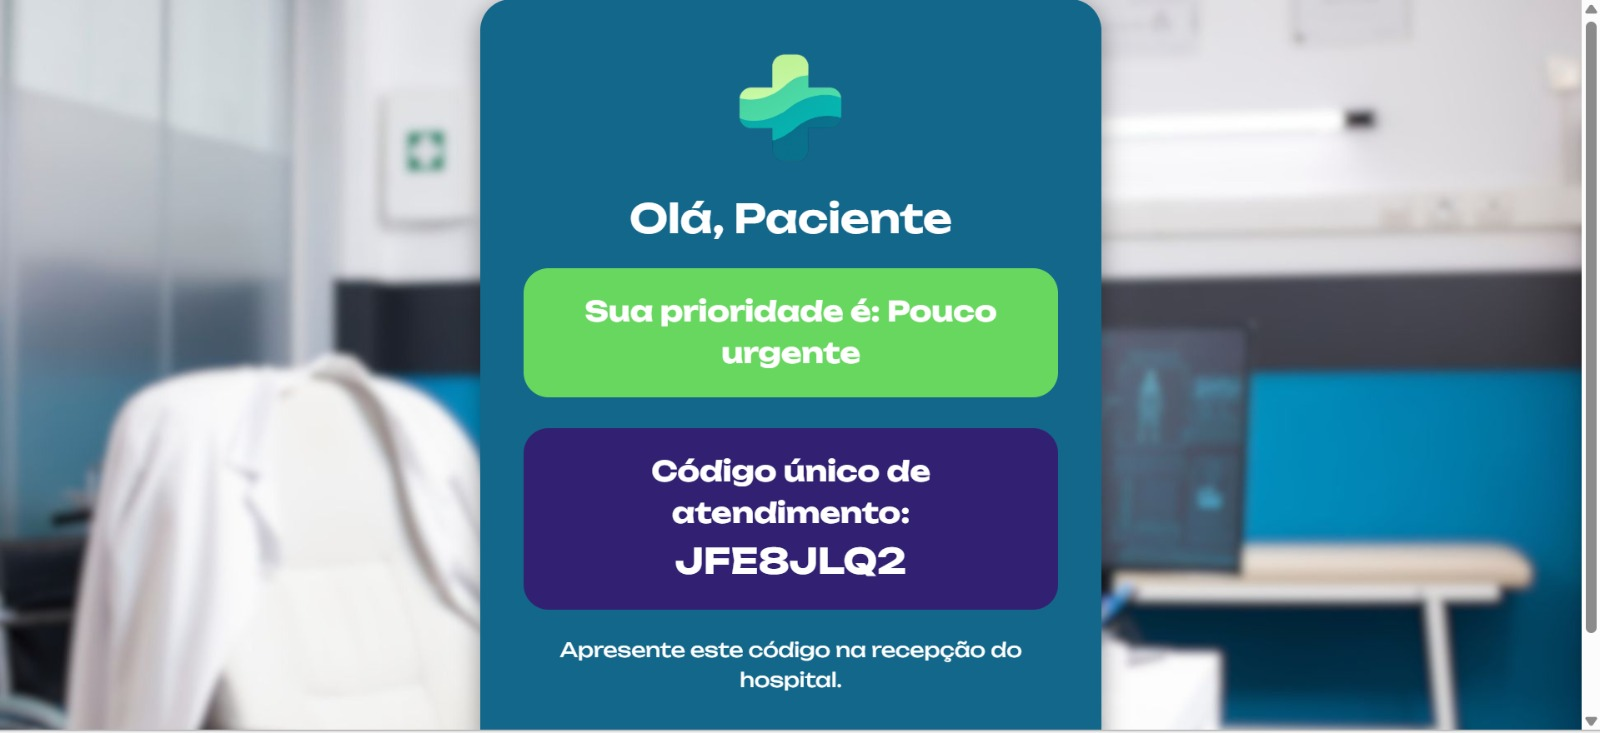 Olá, Paciente
Sua prioridade é: Pouco
urgente
Código único de
atendimento:
JFE8JLQ2
Apresente este código na recepção do
hospital.